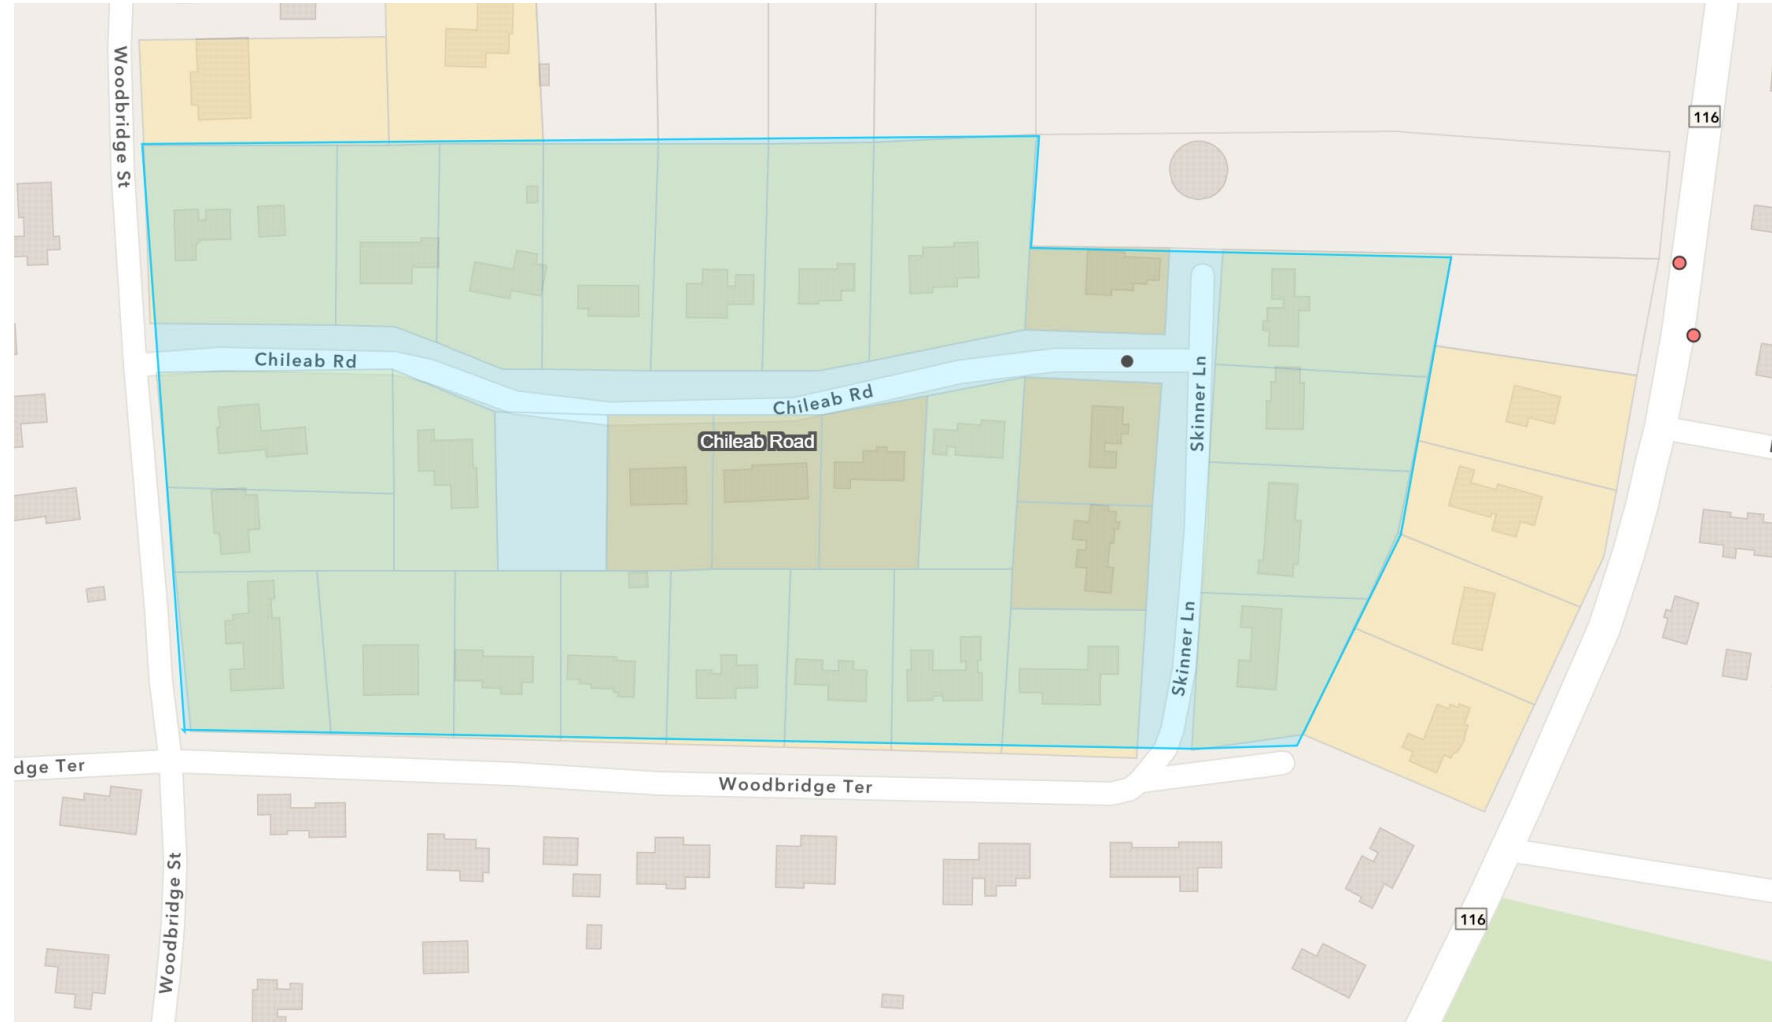 Woodbridge St
116
Chileab Rd
Chileab Rd
Skinner Ln
Chileab Road
Skinner Ln
dge Ter
Woodbridge Ter
Woodbridge St
116